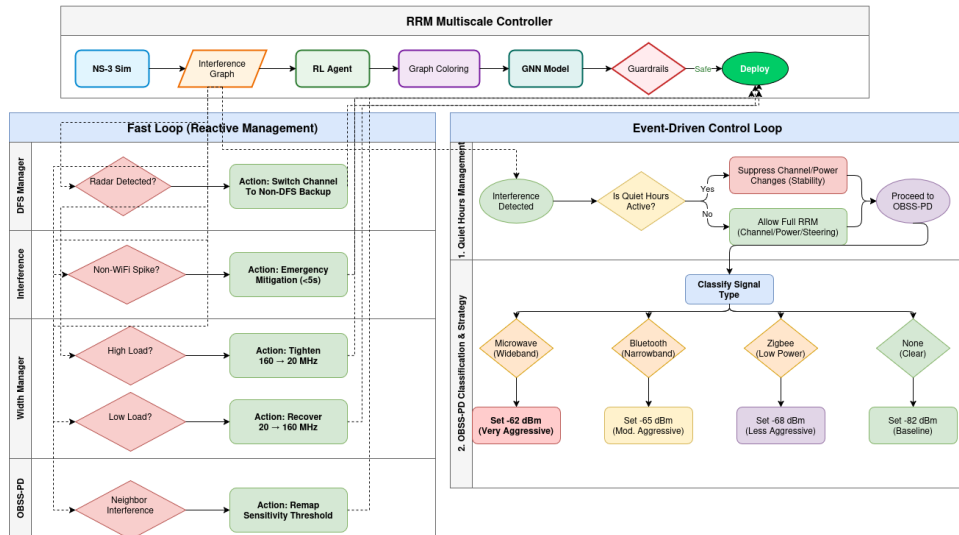 RRM Multiscale Controller
NS-3 Sim
Interference
Graph
RL Agent
Graph Coloring
GNN Model
Guardrails
Safe
Deploy
Fast Loop (Reactive Management)
DFS Manager
Radar Detected?
Action: Switch Channel
To Non-DFS Backup
Interference
Non-WiFi Spike?
Action: Emergency
Mitigation (<5s)
Width Manager
High Load?
Action: Tighten
160 → 20 MHz
Low Load?
Action: Recover
20 → 160 MHz
OBSS-PD
Neighbor
Interference
Action: Remap
Sensitivity Threshold
Event-Driven Control Loop
1. Quiet Hours Management
Interference
Detected
Is Quiet Hours
Active?
Yes
No
Suppress Channel/Power
Changes (Stability)
Allow Full RRM
(Channel/Power/Steering)
Proceed to
OBSS-PD
2. OBSS-PD Classification & Strategy
Classify Signal
Type
Microwave
(Wideband)
Bluetooth
(Narrowband)
Zigbee
(Low Power)
None
(Clear)
Set -62 dBm
(Very Aggressive)
Set -65 dBm
(Mod. Aggressive)
Set -68 dBm
(Less Aggressive)
Set -82 dBm
(Baseline)